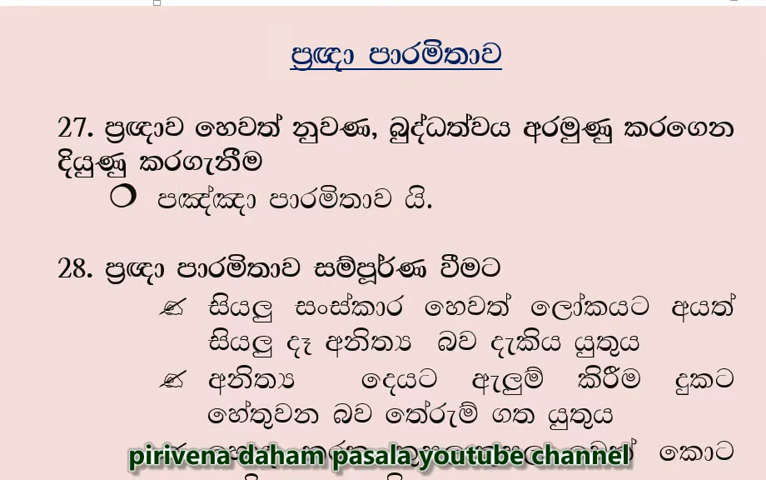 ප්‍රඥා පාරමිතාව
27. ප්‍රඥාව හෙවත් නුවණ, බුද්ධත්වය අරමුණු කරගෙන
දියුණු කරගැනීම
පඤ්ඤා පාරමිතාව යි.
28. ප්‍රඥා පාරමිතාව සම්පූර්ණ වීමට
සියලු සංස්කාර හෙවත් ලෝකයට අයත්
සියලු දෑ අනිත්‍ය බව දැකිය යුතුය
අනිත්‍ය දෙයට ඇලුම් කිරීම දුකට
හේතුවන බව තේරුම් ගත යුතුය
කොට
pirivena daham pasala youtube channel